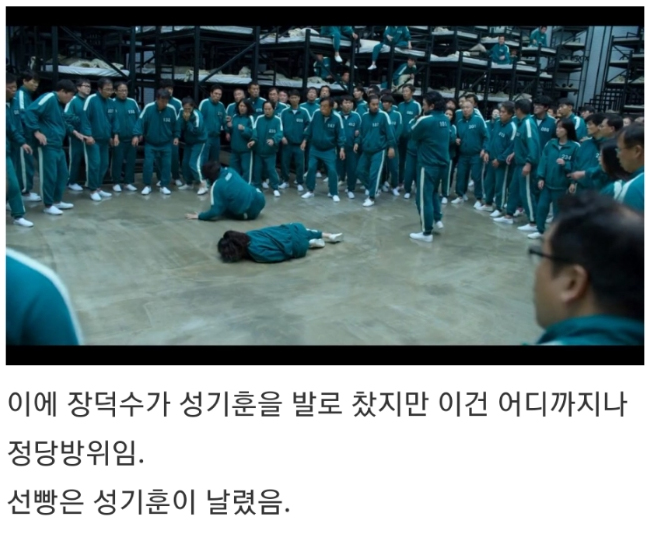 이에 장덕수가 성기훈을 발로 찼지만 이건 어디까지나
정당방위임.
선빵은 성기훈이 날렸음.